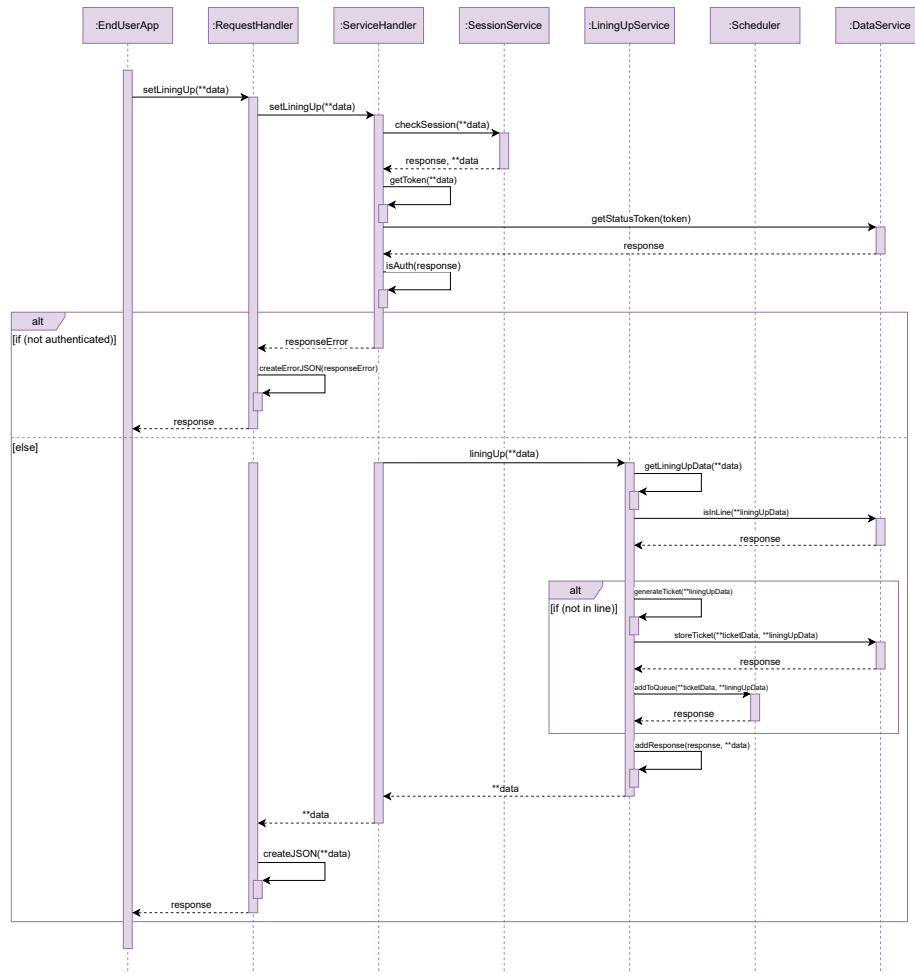 :EndUserApp
:RequestHandler
:ServiceHandler
:SessionService
:LiningUpService
:Scheduler
:DataService
setLiningUp(**data)
setLiningUp(**data)
checkSession(**data)
response, **data
getToken(**data)
getStatusToken(token)
response
isAuth(response)
alt
[if (not authenticated)]
responseError
createErrorJSON(responseError)
response
[else]
liningUp(**data)
getLiningUpData(**data)
isInLine(**liningUpData)
response
alt
[if (not in line)]
generateTicket(**liningUpData)
storeTicket(**ticketData, **liningUpData)
response
addToQueue(**ticketData, **liningUpData)
response
addResponse(response, **data)
**data
**data
createJSON(**data)
response